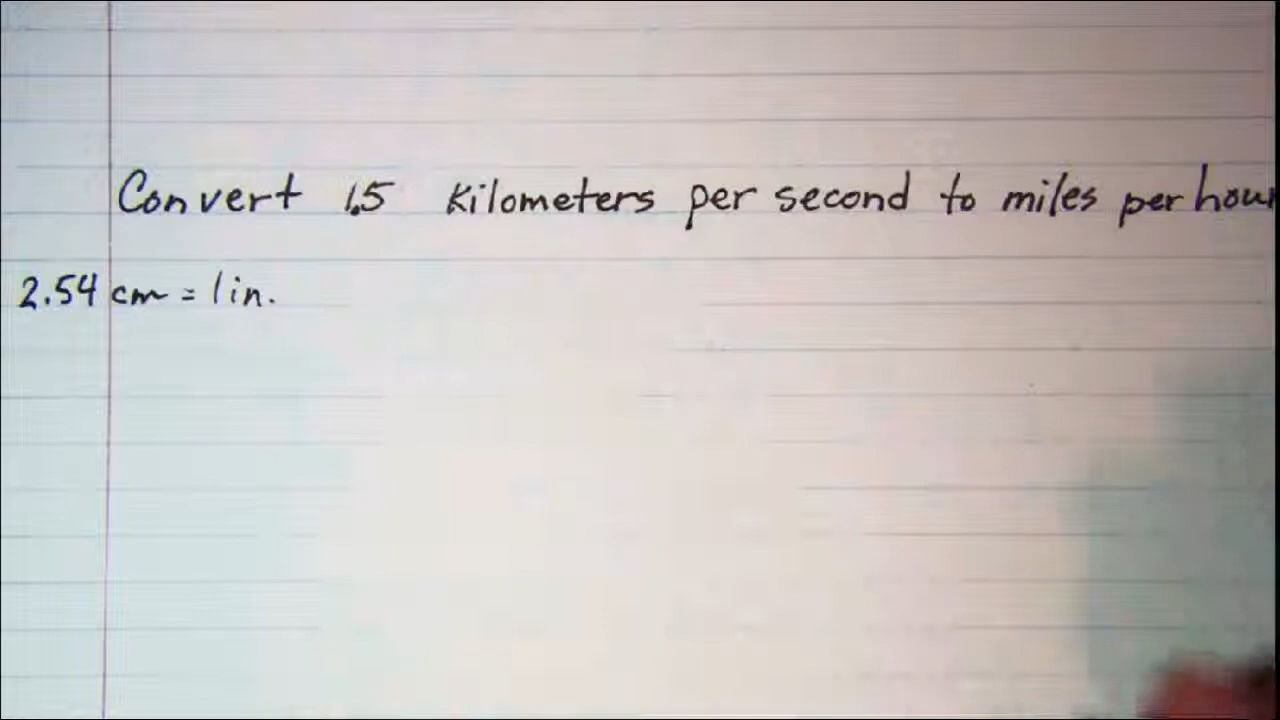 Convert 1.5 Kilometers per second to miles per hour
2.54 cm = 1 in.